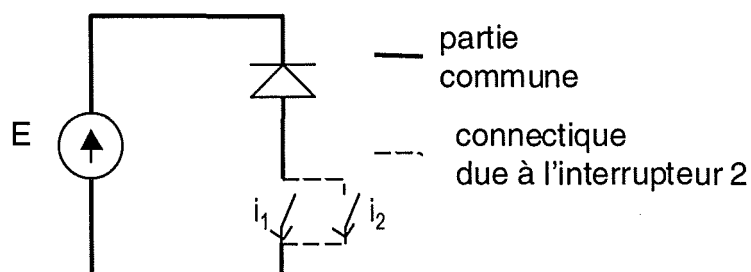 partie
commune
E
connectique
due à l'interrupteur 2
i1 i2